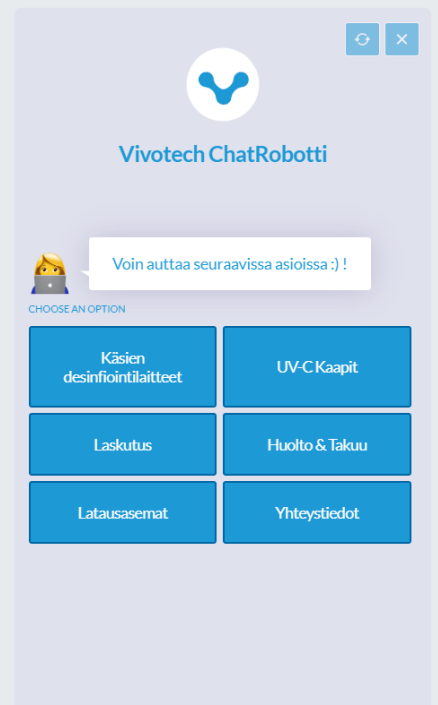 Vivotech ChatRobotti
Voin auttaa seuraavissa asioissa :) !
CHOOSE AN OPTION
Käsien
desinfiointilaitteet
UV-C Kaapit
Laskutus
Huolto & Takuu
Latausasemat
Yhteystiedot